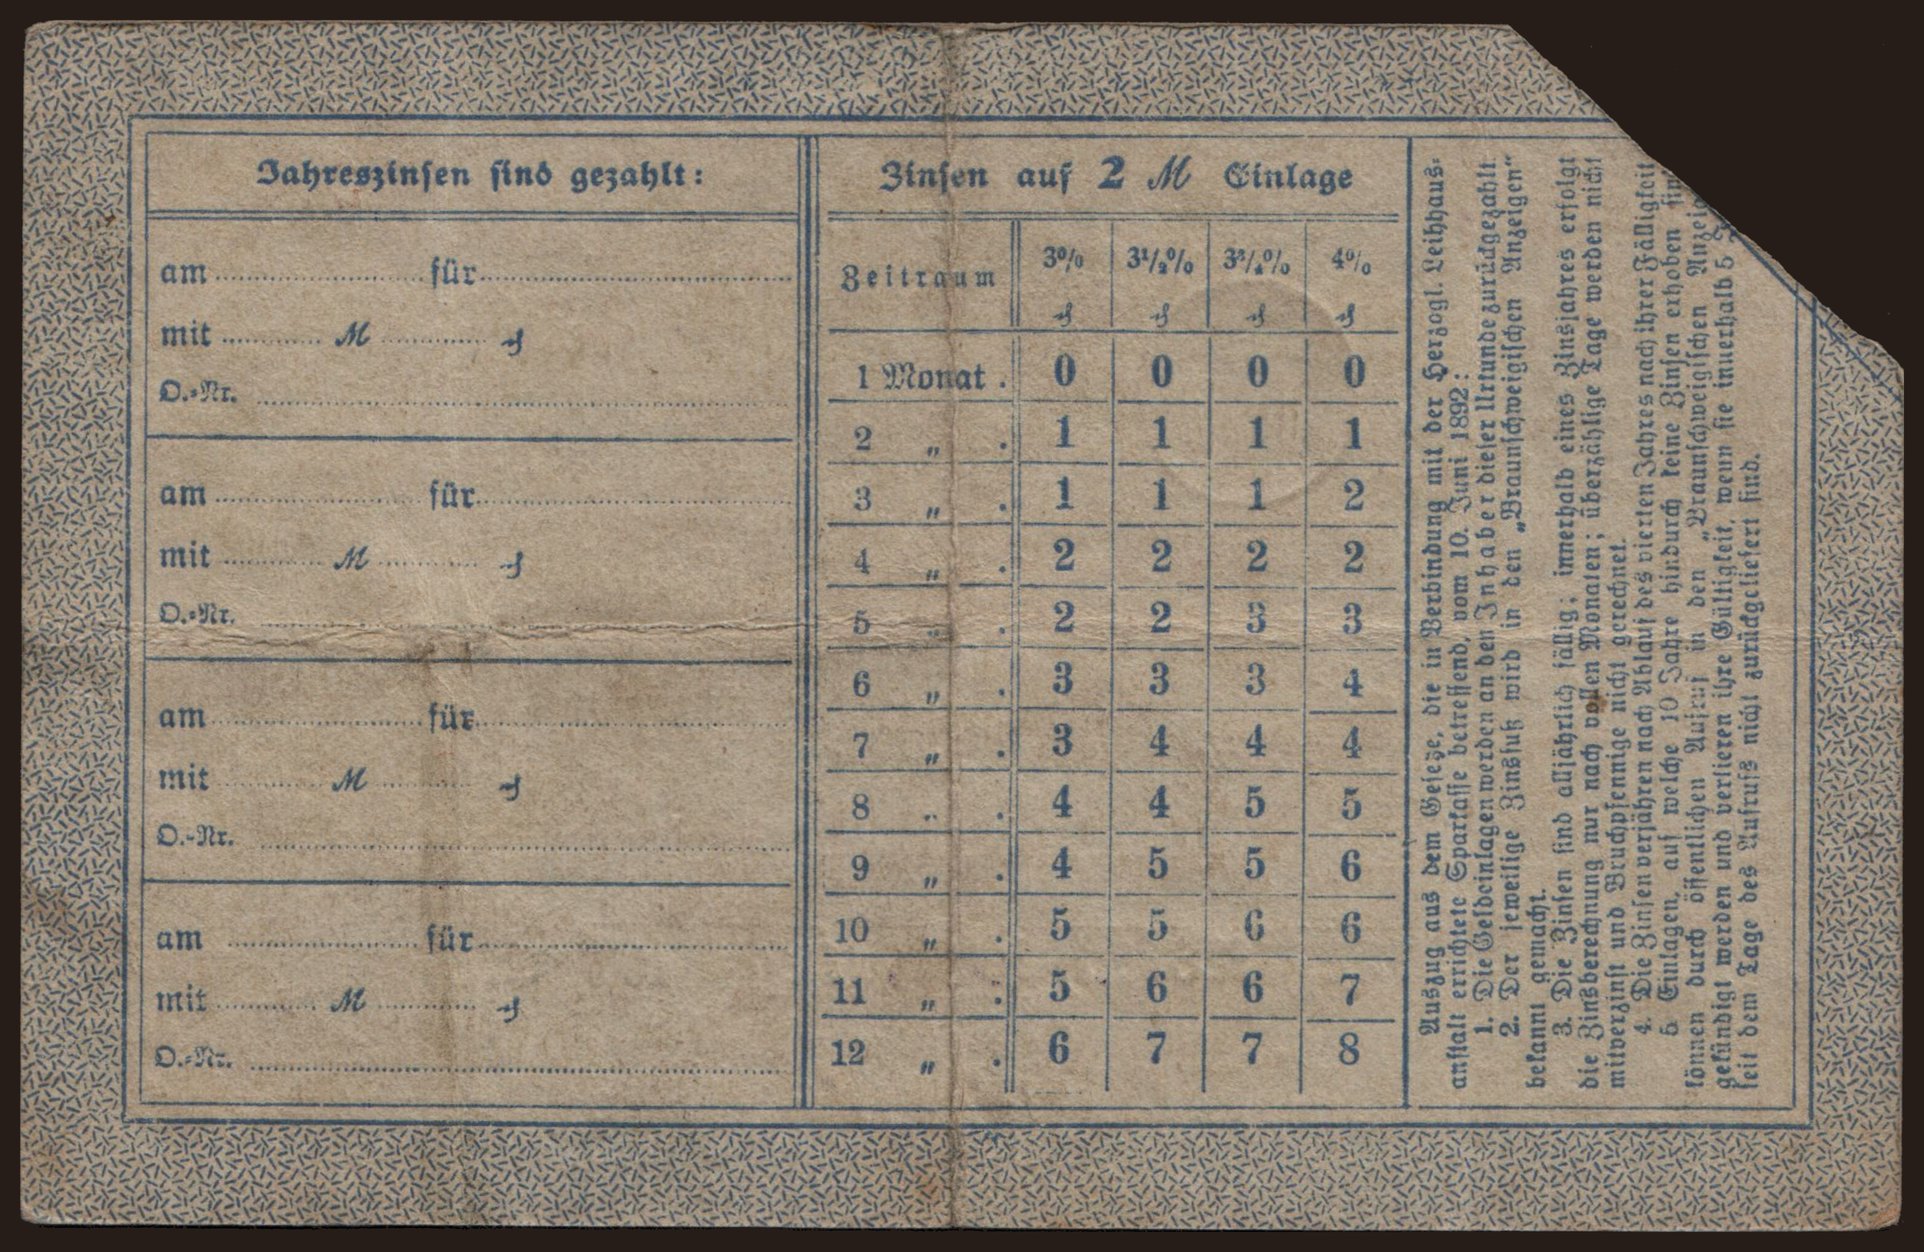 Jahreszinsen sind gezahlt:
am für
mit ℳ ₰
O.-Nr.
am für
mit ℳ ₰
O.-Nr.
am für
mit ℳ ₰
O.-Nr.
am für
mit ℳ ₰
O.-Nr.
Zinsen auf 2 ℳ Einlage
Zeitraum 3% 3½% 3¾% 4%
₰ ₰ ₰ ₰
1 Monat . 0 0 0 0
2 „ . 1 1 1 1
3 „ . 1 1 1 2
4 „ . 2 2 2 2
5 „ . 2 2 3 3
6 „ . 3 3 3 4
7 „ . 3 4 4 4
8 „ . 4 4 5 5
9 „ . 4 5 5 6
10 „ . 5 5 6 6
11 „ . 5 6 6 7
12 „ . 6 7 7 8
Auszug aus dem Gesetze, die in Verbindung mit der Herzogl. Leihhaus-
anstalt errichtete Sparkasse betreffend, vom 10. Juni 1892:
1. Die Geldeinlagen werden an den Inhaber dieser Urkunde zurückgezahlt.
2. Der jeweilige Zinsfuß wird in den „Braunschweigischen Anzeigen“
bekannt gemacht.
3. Die Zinsen sind alljährlich fällig; innerhalb eines Zinsjahres erfolgt
die Zinsberechnung nur nach vollen Monaten; überzählige Tage werden nicht
mitverzinst und Bruchpfennige nicht gerechnet.
4. Die Zinsen verjähren nach Ablauf des vierten Jahres nach ihrer Fälligkeit.
5. Einlagen, auf welche 10 Jahre hindurch keine Zinsen erhoben
können durch öffentlichen Aufruf in den „Braunschweigischen
gekündigt werden und verlieren ihre Gültigkeit, wenn sie innerhalb 5
seit dem Tage des Aufrufs nicht zurückgeliefert sind.